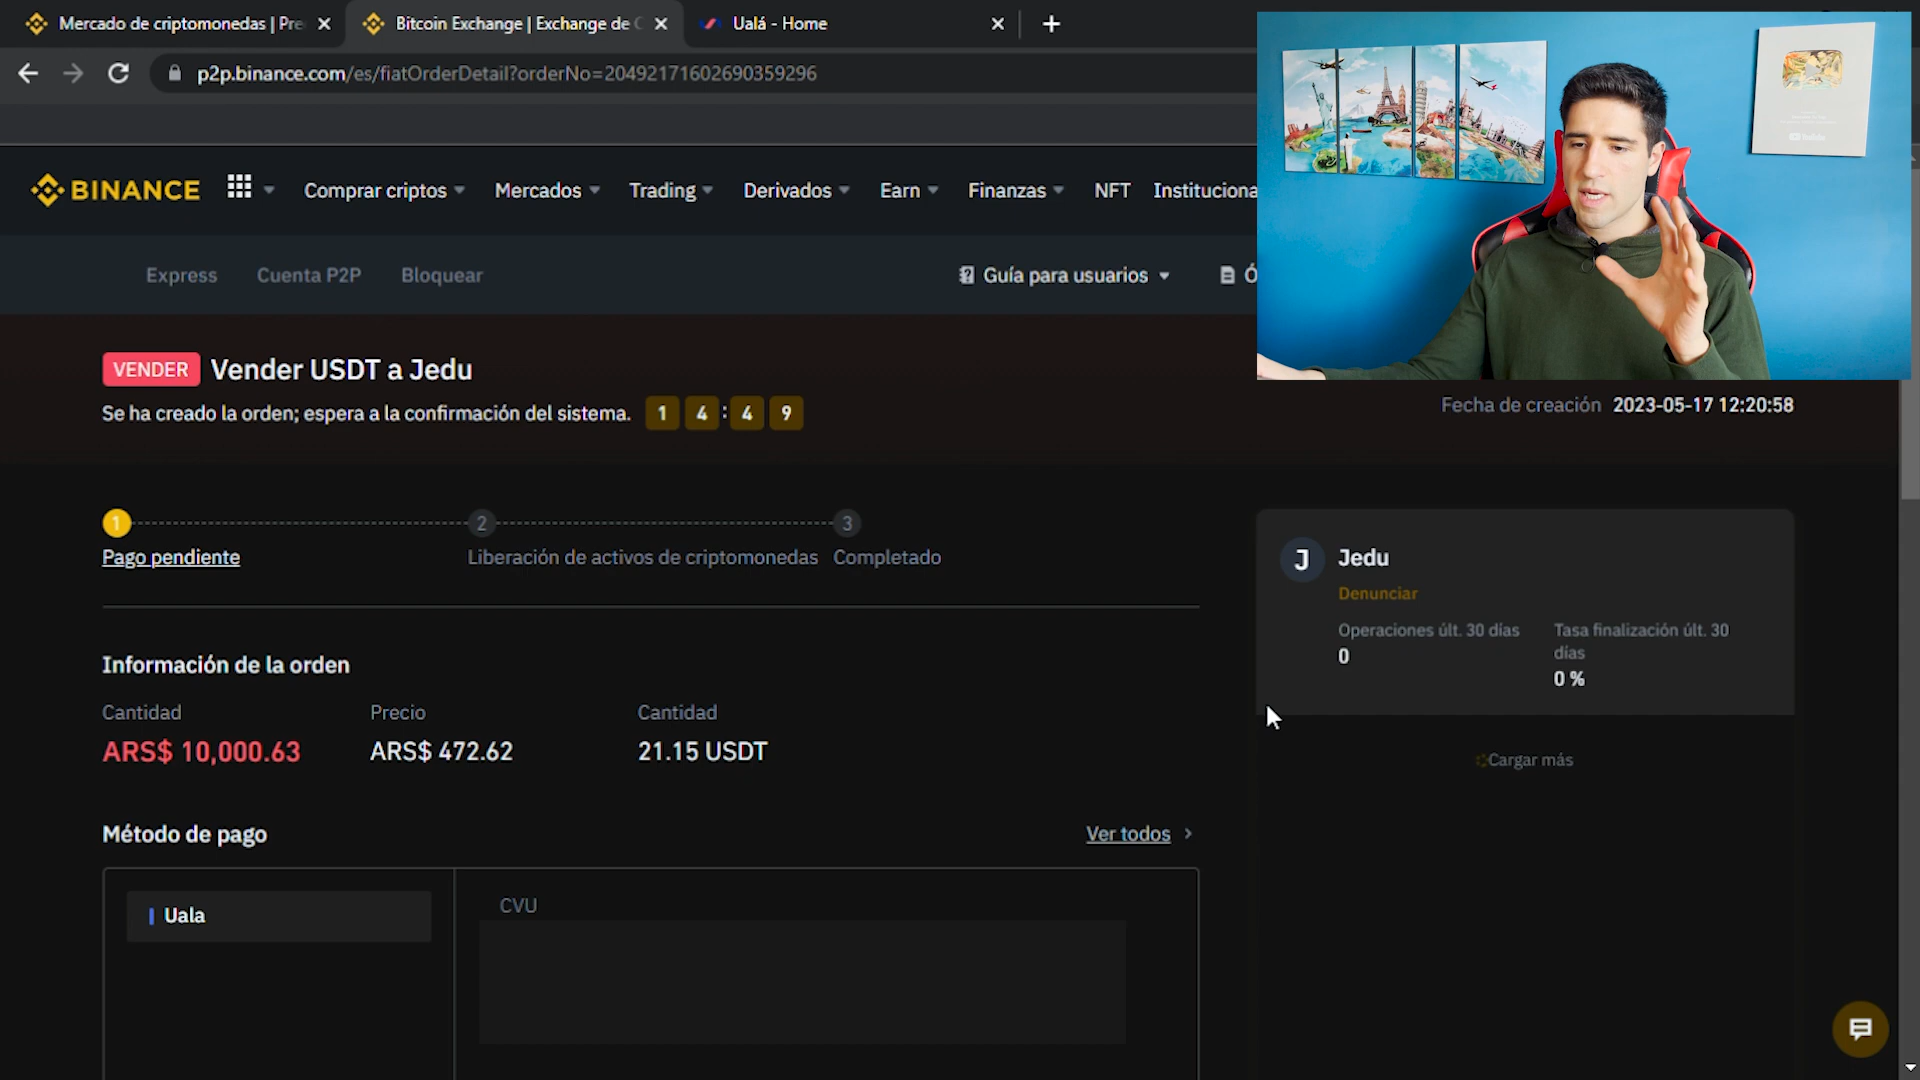 Mercado de criptomonedas | Pre
Bitcoin Exchange | Exchange de C
Ualá - Home
p2p.binance.com/es/fiatOrderDetail?orderNo=20492171602690359296
BINANCE
Comprar criptos
Mercados
Trading
Derivados
Earn
Finanzas
NFT
Instituciona
Express
Cuenta P2P
Bloquear
Guía para usuarios
Ó
VENDER
Vender USDT a Jedu
Se ha creado la orden; espera a la confirmación del sistema.
1 4 : 4 9
Fecha de creación 2023-05-17 12:20:58
1
2
3
Pago pendiente
Liberación de activos de criptomonedas
Completado
J
Jedu
Denunciar
Operaciones últ. 30 días
0
Tasa finalización últ. 30
días
0 %
Cargar más
Información de la orden
Cantidad
Precio
Cantidad
ARS$ 10,000.63
ARS$ 472.62
21.15 USDT
Método de pago
Ver todos
Uala
CVU